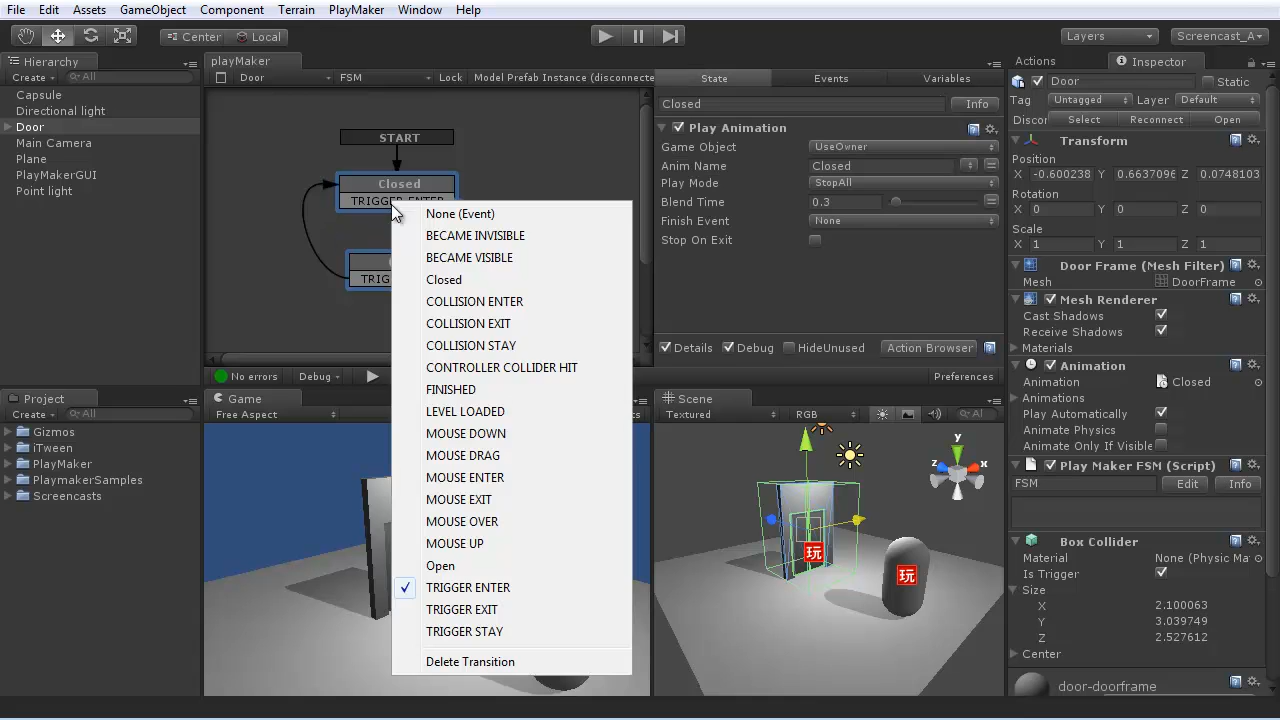 File Edit Assets GameObject Component Terrain PlayMaker Window Help
Center Local Layers Screencast_A
Hierarchy
Create All
Capsule
Directional light
Door
Main Camera
Plane
PlayMakerGUI
Point light
playMaker
Door FSM Lock Model Prefab Instance (disconnecte
START
Closed
TRIGGER ENTER
TRIG
No errors Debug Preferences
None (Event)
BECAME INVISIBLE
BECAME VISIBLE
Closed
COLLISION ENTER
COLLISION EXIT
COLLISION STAY
CONTROLLER COLLIDER HIT
FINISHED
LEVEL LOADED
MOUSE DOWN
MOUSE DRAG
MOUSE ENTER
MOUSE EXIT
MOUSE OVER
MOUSE UP
Open
TRIGGER ENTER
TRIGGER EXIT
TRIGGER STAY
Delete Transition
State Events Variables
Closed Info
Play Animation
Game Object UseOwner
Anim Name Closed
Play Mode StopAll
Blend Time 0.3
Finish Event None
Stop On Exit
Details Debug HideUnused Action Browser
Project
Create All
Gizmos
iTween
PlayMaker
PlaymakerSamples
Screencasts
Game
Free Aspect
Scene
Textured RGB All
y
z x
玩
玩
Actions Inspector
Door Static
Tag Untagged Layer Default
Discor Select Reconnect Open
Transform
Position
X -0.600238 Y 0.6637096 Z 0.0748103
Rotation
X 0 Y 0 Z 0
Scale
X 1 Y 1 Z 1
Door Frame (Mesh Filter)
Mesh DoorFrame
Mesh Renderer
Cast Shadows
Receive Shadows
Materials
Animation
Animation Closed
Animations
Play Automatically
Animate Physics
Animate Only If Visible
Play Maker FSM (Script)
FSM Edit Info
Box Collider
Material None (Physic Ma
Is Trigger
Size
X 2.100063
Y 3.039749
Z 2.527612
Center
door-doorframe